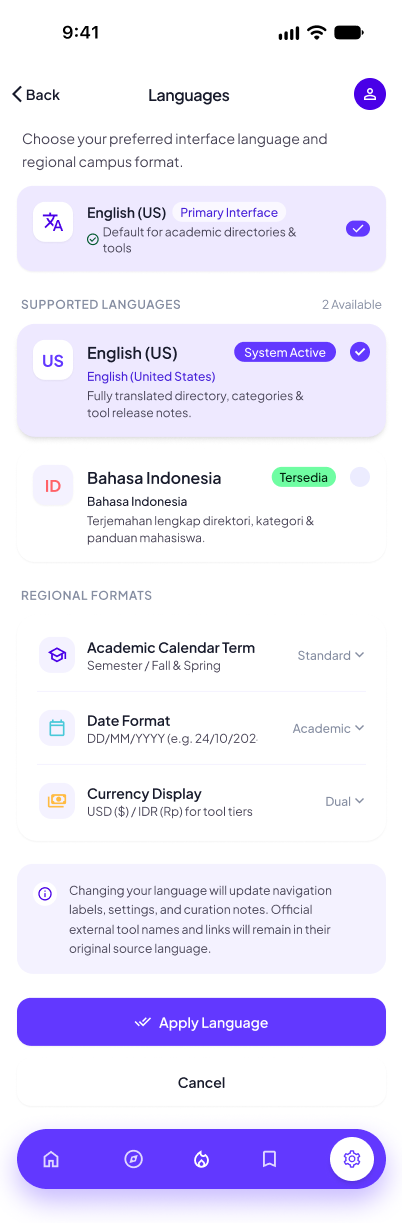 9:41
Back
Languages
Choose your preferred interface language and
regional campus format.
English (US)
Primary Interface
Default for academic directories &
tools
SUPPORTED LANGUAGES
2 Available
US
English (US)
System Active
English (United States)
Fully translated directory, categories &
tool release notes.
ID
Bahasa Indonesia
Tersedia
Bahasa Indonesia
Terjemahan lengkap direktori, kategori &
panduan mahasiswa.
REGIONAL FORMATS
Academic Calendar Term
Semester / Fall & Spring
Standard
Date Format
DD/MM/YYYY (e.g. 24/10/202
Academic
Currency Display
USD ($) / IDR (Rp) for tool tiers
Dual
Changing your language will update navigation
labels, settings, and curation notes. Official
external tool names and links will remain in their
original source language.
Apply Language
Cancel